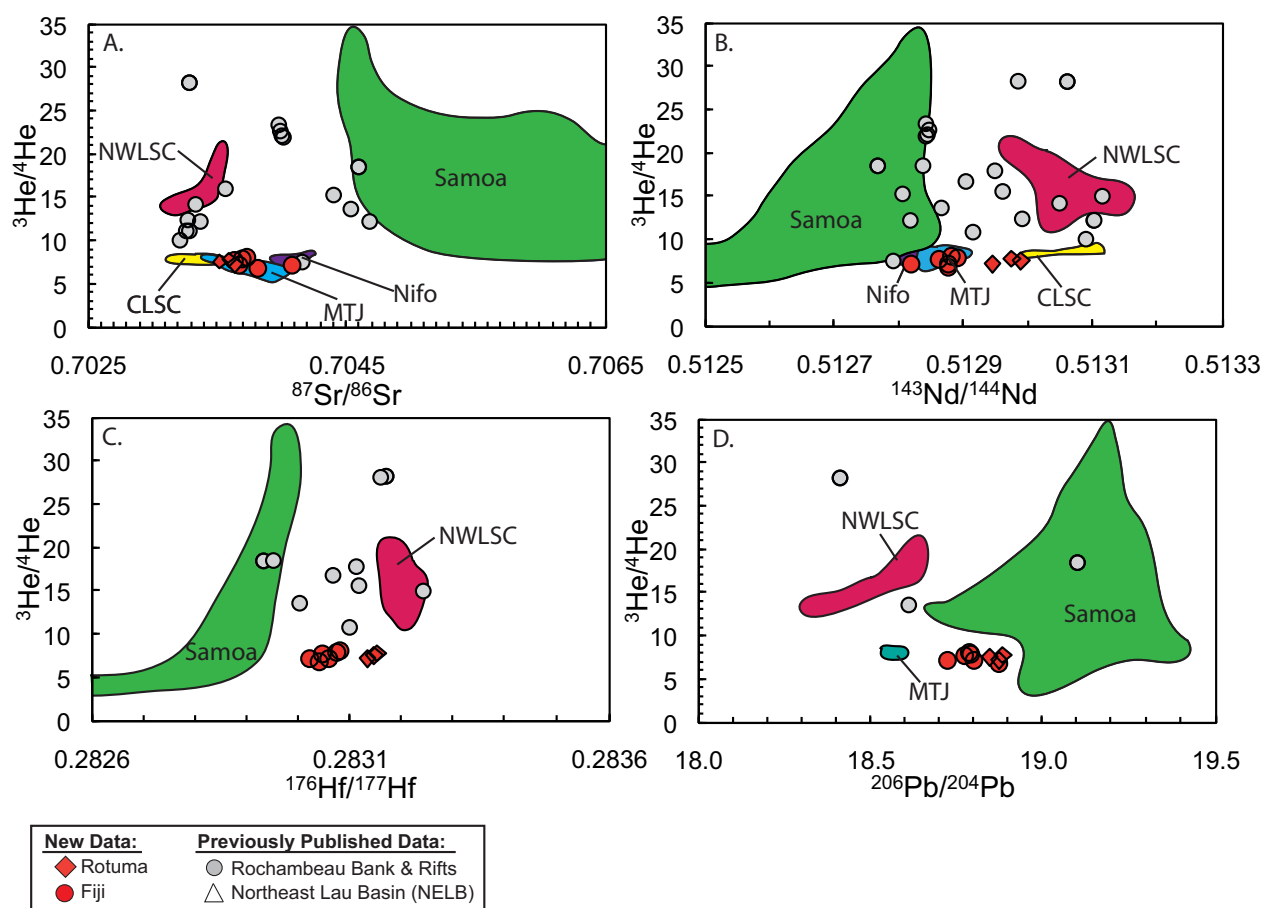 A.
35
30
25
20
15
10
5
0
³He/⁴He
NWLSC
Samoa
CLSC
MTJ
Nifo
0.7025 0.7045 0.7065
⁸⁷Sr/⁸⁶Sr
B.
35
30
25
20
15
10
5
0
³He/⁴He
NWLSC
Samoa
Nifo
MTJ
CLSC
0.5125 0.5127 0.5129 0.5131 0.5133
¹⁴³Nd/¹⁴⁴Nd
C.
35
30
25
20
15
10
5
0
³He/⁴He
NWLSC
Samoa
0.2826 0.2831 0.2836
¹⁷⁶Hf/¹⁷⁷Hf
D.
35
30
25
20
15
10
5
0
³He/⁴He
NWLSC
Samoa
MTJ
18.0 18.5 19.0 19.5
²⁰⁶Pb/²⁰⁴Pb
New Data:
Rotuma
Fiji
Previously Published Data:
Rochambeau Bank & Rifts
Northeast Lau Basin (NELB)